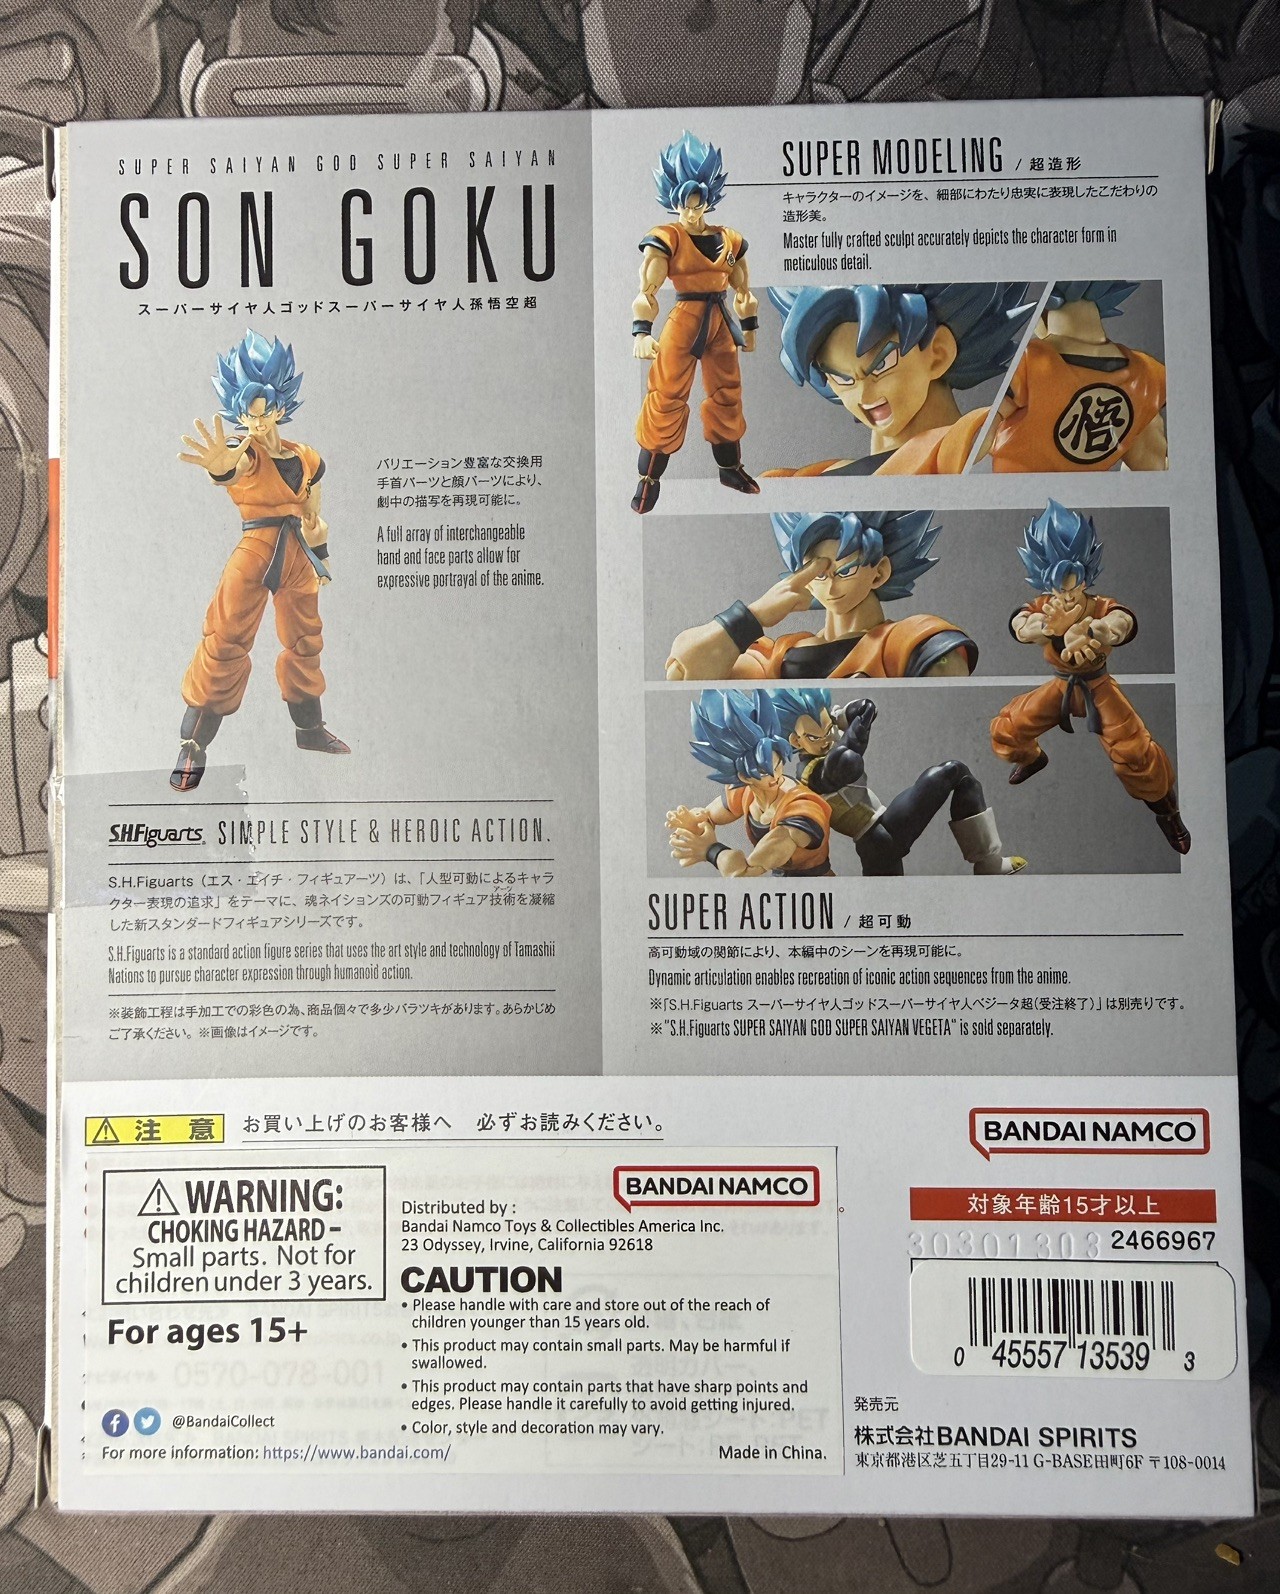 SUPER SAIYAN GOD SUPER SAIYAN
SON GOKU
スーパーサイヤ人ゴッドスーパーサイヤ人孫悟空超
バリエーション豊富な交換用
手首パーツと顔パーツにより、
劇中の描写を再現可能に。
A full array of interchangeable
hand and face parts allow for
expressive portrayal of the anime.
S.H.Figuarts® SIMPLE STYLE & HEROIC ACTION.
S.H.Figuarts（エス・エイチ・フィギュアーツ）は、「人型可動によるキャラ
アーツ
クター表現の追求」をテーマに、魂ネイションズの可動フィギュア技術を凝縮
した新スタンダードフィギュアシリーズです。
S.H.Figuarts is a standard action figure series that uses the art style and technology of Tamashii
Nations to pursue character expression through humanoid action.
※装飾工程は手加工での彩色の為、商品個々で多少バラツキがあります。あらかじめ
ご了承ください。※画像はイメージです。
SUPER MODELING / 超造形
キャラクターのイメージを、細部にわたり忠実に表現したこだわりの
造形美。
Master fully crafted sculpt accurately depicts the character form in
meticulous detail.
悟
SUPER ACTION / 超可動
高可動域の関節により、本編中のシーンを再現可能に。
Dynamic articulation enables recreation of iconic action sequences from the anime.
※「S.H.Figuarts スーパーサイヤ人ゴッドスーパーサイヤ人ベジータ超(受注終了)」は別売りです。
※"S.H.Figuarts SUPER SAIYAN GOD SUPER SAIYAN VEGETA" is sold separately.
注意 お買い上げのお客様へ 必ずお読みください。
WARNING:
CHOKING HAZARD –
Small parts. Not for
children under 3 years.
For ages 15+
@BandaiCollect
For more information: https://www.bandai.com/
0570-078-001
BANDAI NAMCO
Distributed by :
Bandai Namco Toys & Collectibles America Inc.
23 Odyssey, Irvine, California 92618
CAUTION
• Please handle with care and store out of the reach of
children younger than 15 years old.
• This product may contain small parts. May be harmful if
swallowed.
• This product may contain parts that have sharp points and
edges. Please handle it carefully to avoid getting injured.
• Color, style and decoration may vary.
Made in China.
BANDAI NAMCO
対象年齢15才以上
30301303 2466967
0 45557 13539 3
発売元
株式会社BANDAI SPIRITS
東京都港区芝五丁目29-11 G-BASE田町6F 〒108-0014